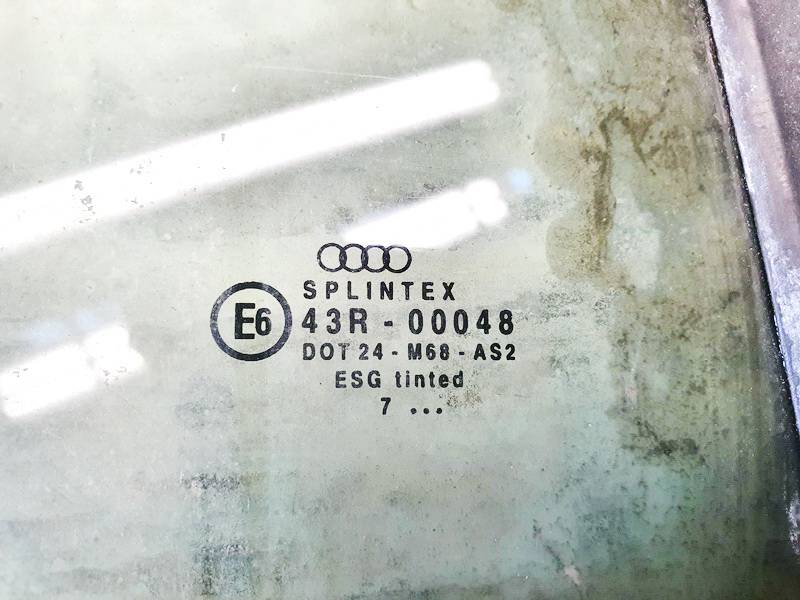 SPLINTEX
E6 43R - 00048
DOT 24 - M68 - AS2
ESG tinted
7 ...